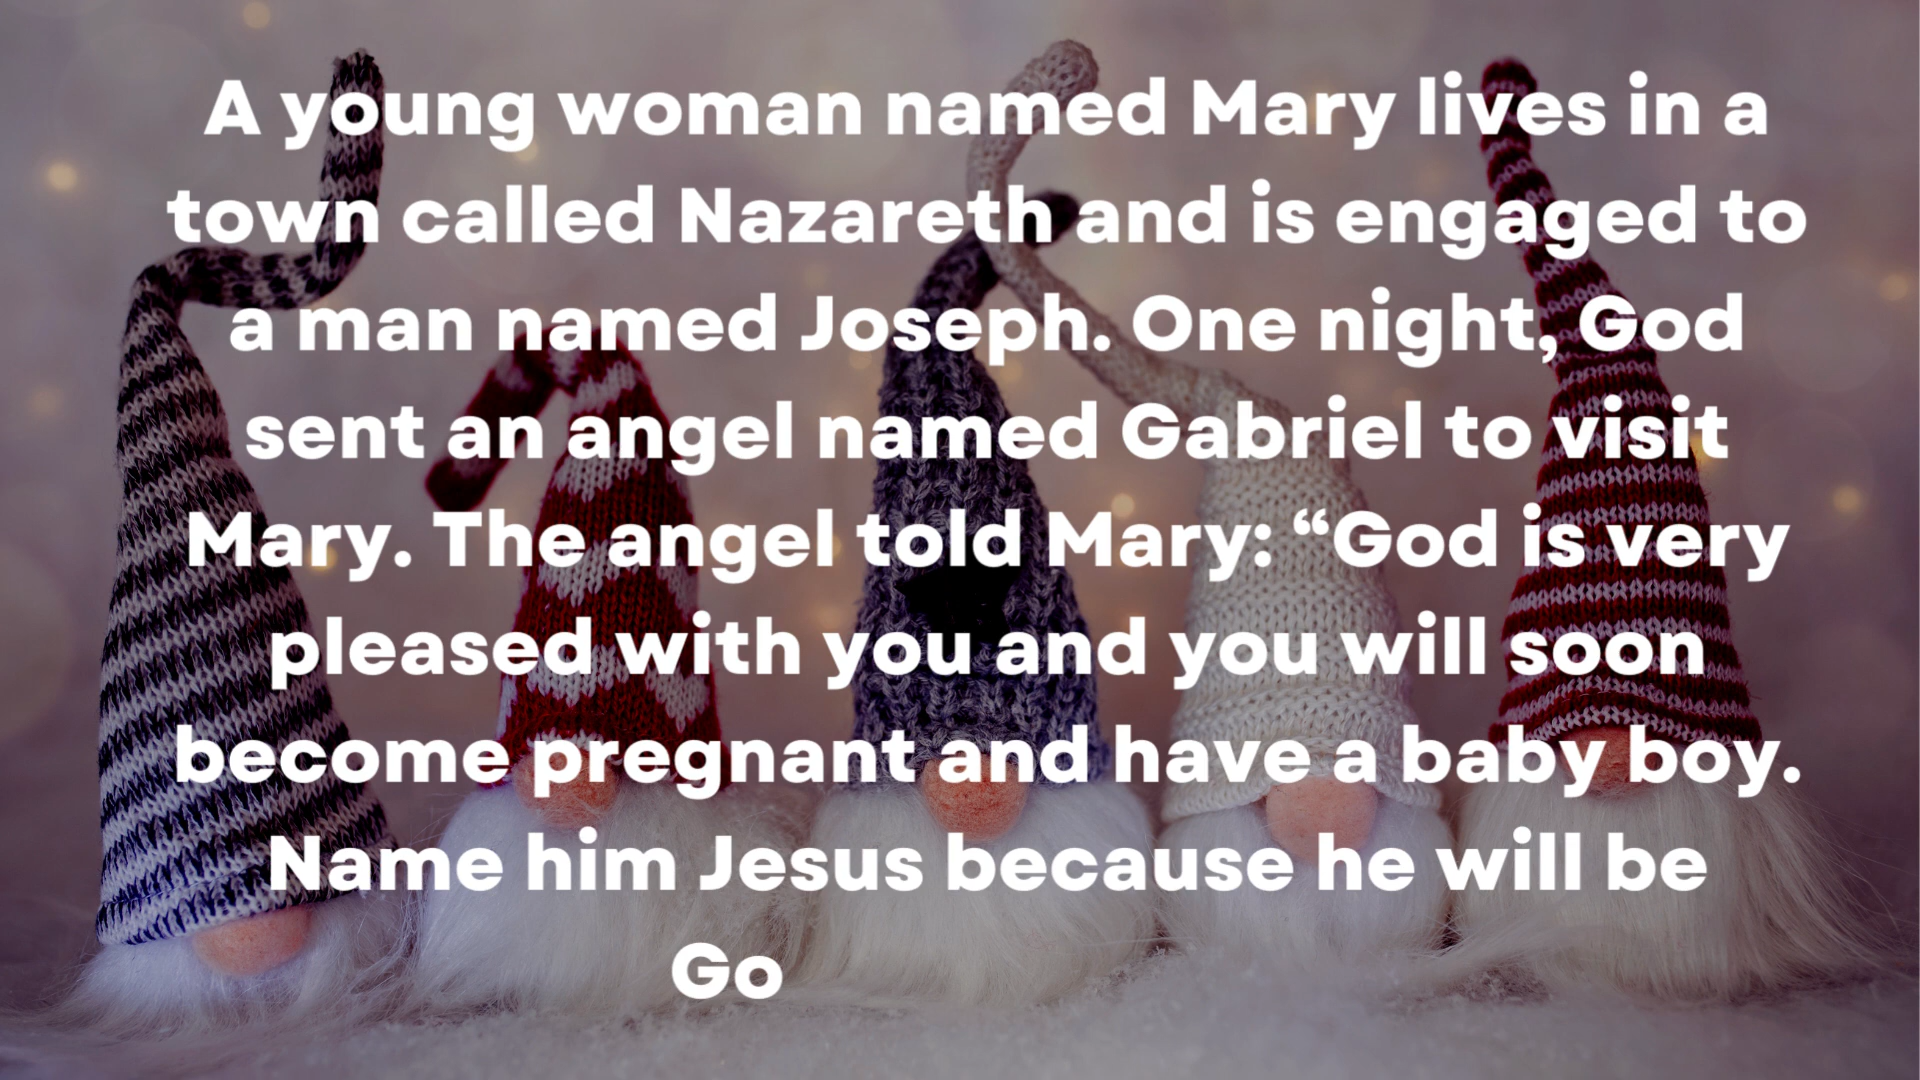 A young woman named Mary lives in a
town called Nazareth and is engaged to
a man named Joseph. One night, God
sent an angel named Gabriel to visit
Mary. The angel told Mary: “God is very
pleased with you and you will soon
become pregnant and have a baby boy.
Name him Jesus because he will be
Go